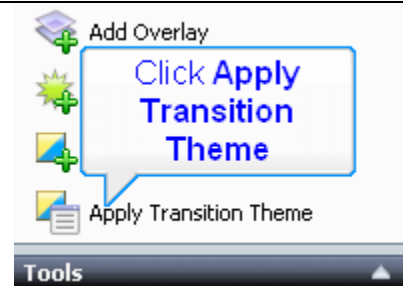 Add Overlay
Click Apply
Transition
Theme
Apply Transition Theme
Tools